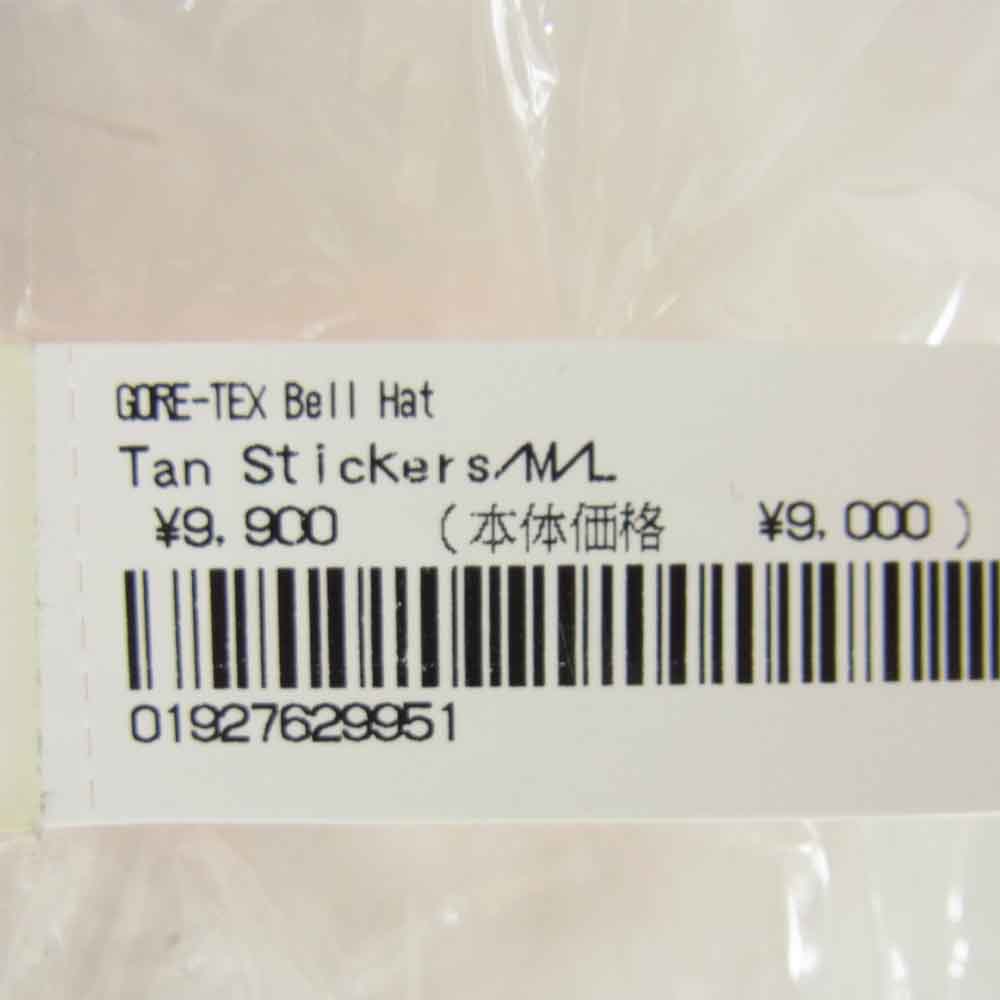 GORE-TEX Bell Hat
Tan Stickers/M/L
¥9,900 (本体価格 ¥9,000)
01927629951